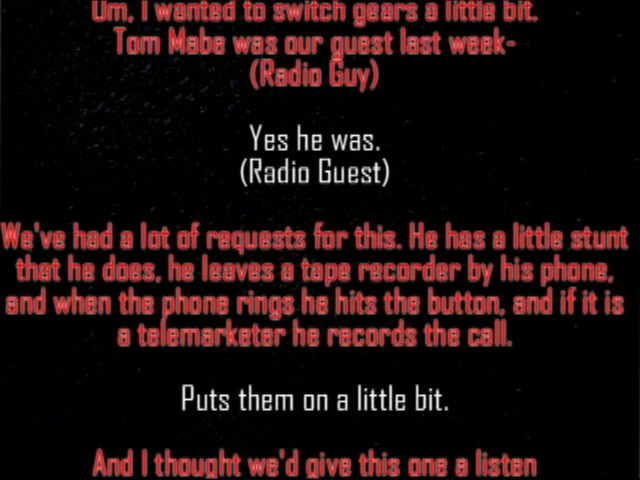 Um, I wanted to switch gears a little bit.
Tom Mabe was our guest last week-
(Radio Guy)
Yes he was.
(Radio Guest)
We've had a lot of requests for this. He has a little stunt
that he does, he leaves a tape recorder by his phone,
and when the phone rings he hits the button, and if it is
a telemarketer he records the call.
Puts them on a little bit.
And I thought we'd give this one a listen